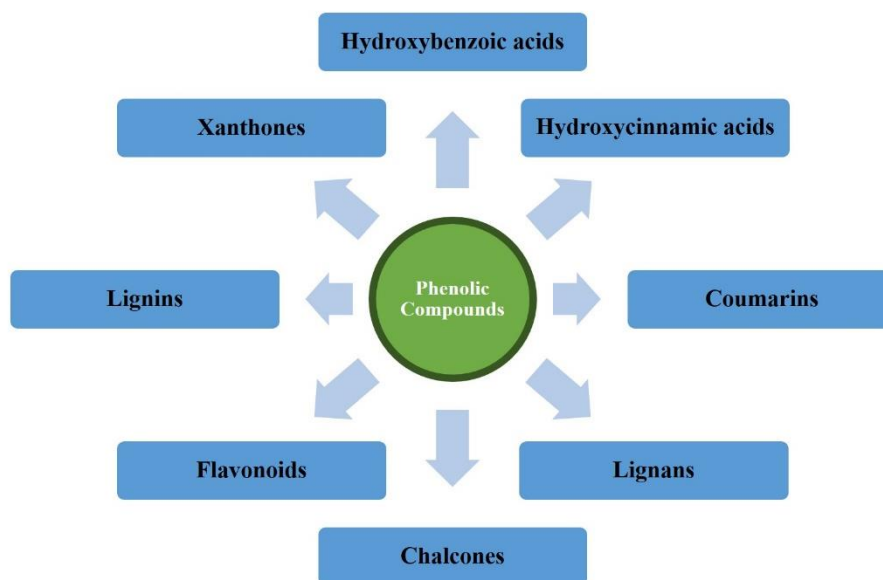 Hydroxybenzoic acids
Xanthones
Hydroxycinnamic acids
Lignins
Phenolic
Compounds
Coumarins
Flavonoids
Lignans
Chalcones